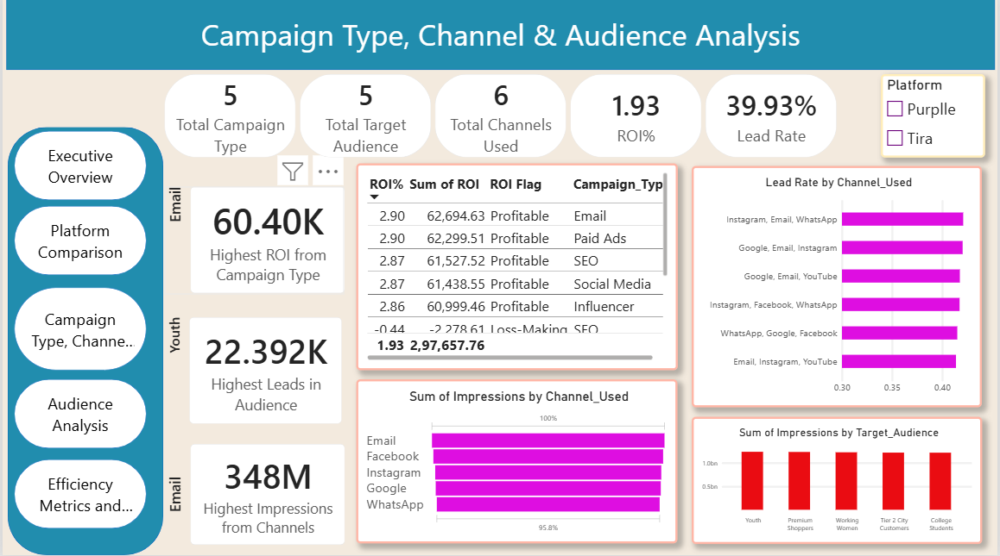 Campaign Type, Channel & Audience Analysis
5
Total Campaign
Type
5
Total Target
Audience
6
Total Channels
Used
1.93
ROI%
39.93%
Lead Rate
Platform
Purplle
Tira
Executive
Overview
Platform
Comparison
Campaign
Type, Channe...
Audience
Analysis
Efficiency
Metrics and...
Email
60.40K
Highest ROI from
Campaign Type
Youth
22.392K
Highest Leads in
Audience
Email
348M
Highest Impressions
from Channels
ROI% Sum of ROI ROI Flag Campaign_Typ
2.90 62,694.63 Profitable Email
2.90 62,299.51 Profitable Paid Ads
2.87 61,527.52 Profitable SEO
2.87 61,438.55 Profitable Social Media
2.86 60,999.46 Profitable Influencer
-0.44 -2,278.61 Loss-Making SEO
1.93 2,97,657.76
Sum of Impressions by Channel_Used
100%
Email
Facebook
Instagram
Google
WhatsApp
95.8%
Lead Rate by Channel_Used
Instagram, Email, WhatsApp
Google, Email, Instagram
Google, Email, YouTube
Instagram, Facebook, WhatsApp
WhatsApp, Google, Facebook
Email, Instagram, YouTube
0.30 0.35 0.40
Sum of Impressions by Target_Audience
1.0bn
0.5bn
Youth
Premium
Shoppers
Working
Women
Tier 2 City
Customers
College
Students